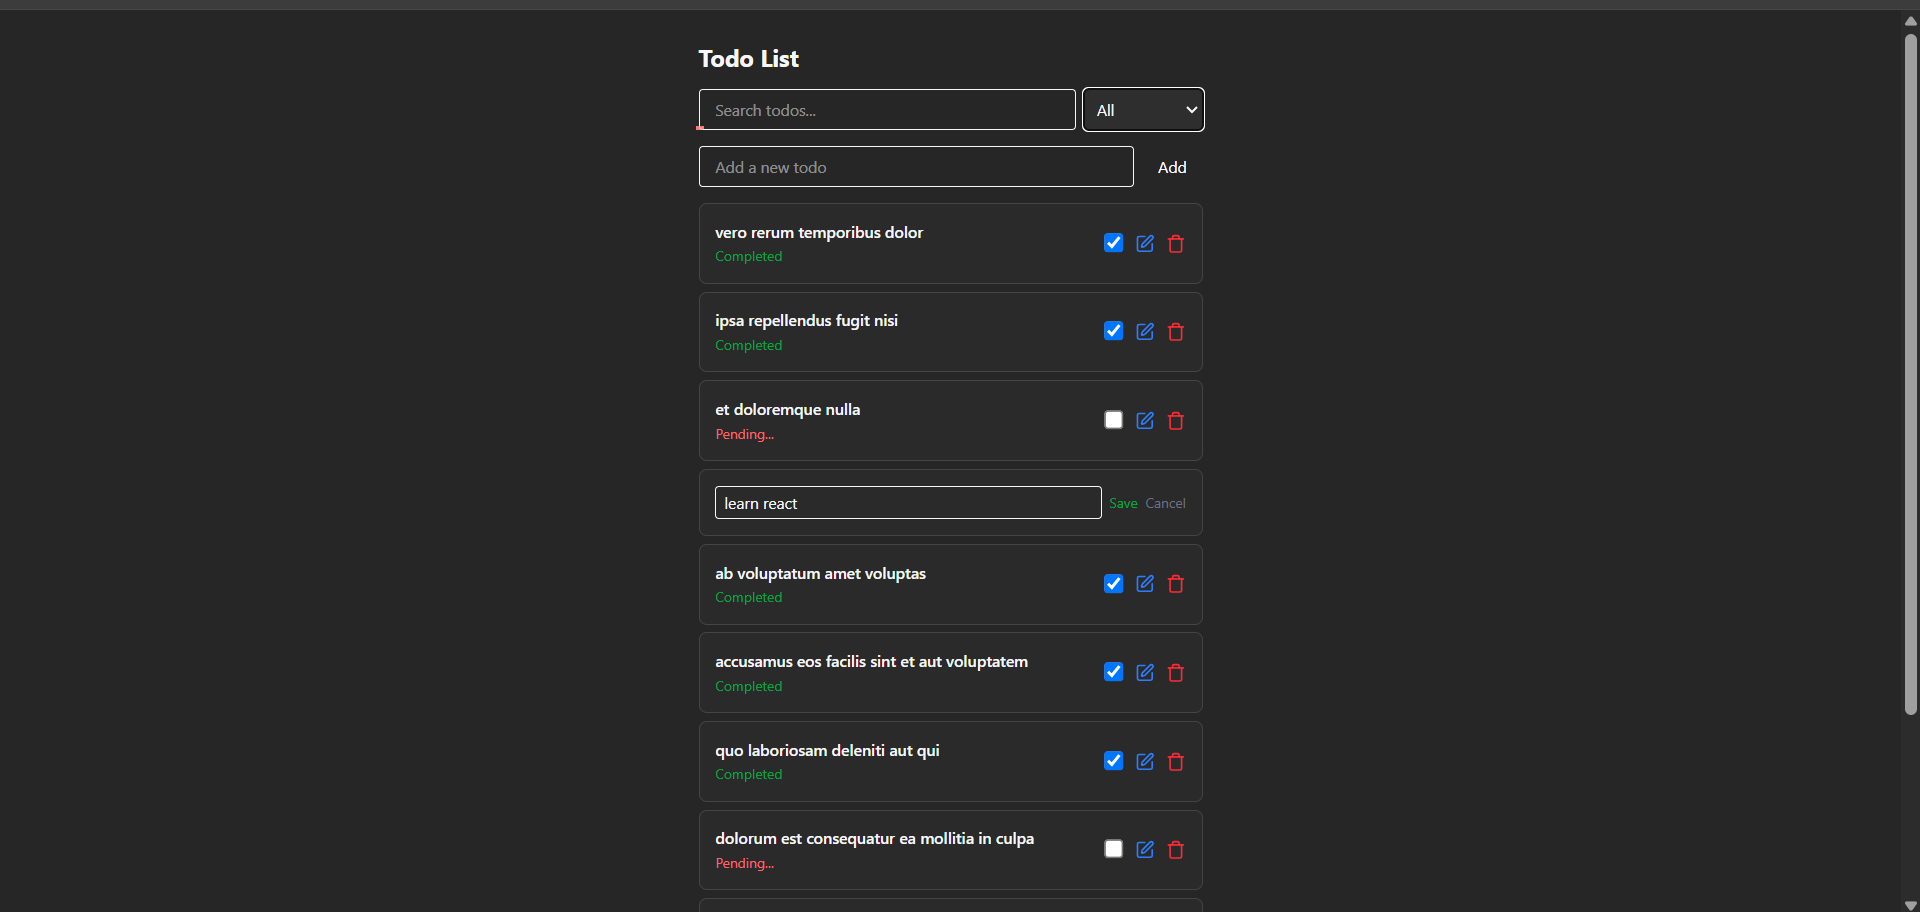 Todo List
Search todos...
All
Add a new todo
Add
vero rerum temporibus dolor
Completed
ipsa repellendus fugit nisi
Completed
et doloremque nulla
Pending...
learn react
Save Cancel
ab voluptatum amet voluptas
Completed
accusamus eos facilis sint et aut voluptatem
Completed
quo laboriosam deleniti aut qui
Completed
dolorum est consequatur ea mollitia in culpa
Pending...